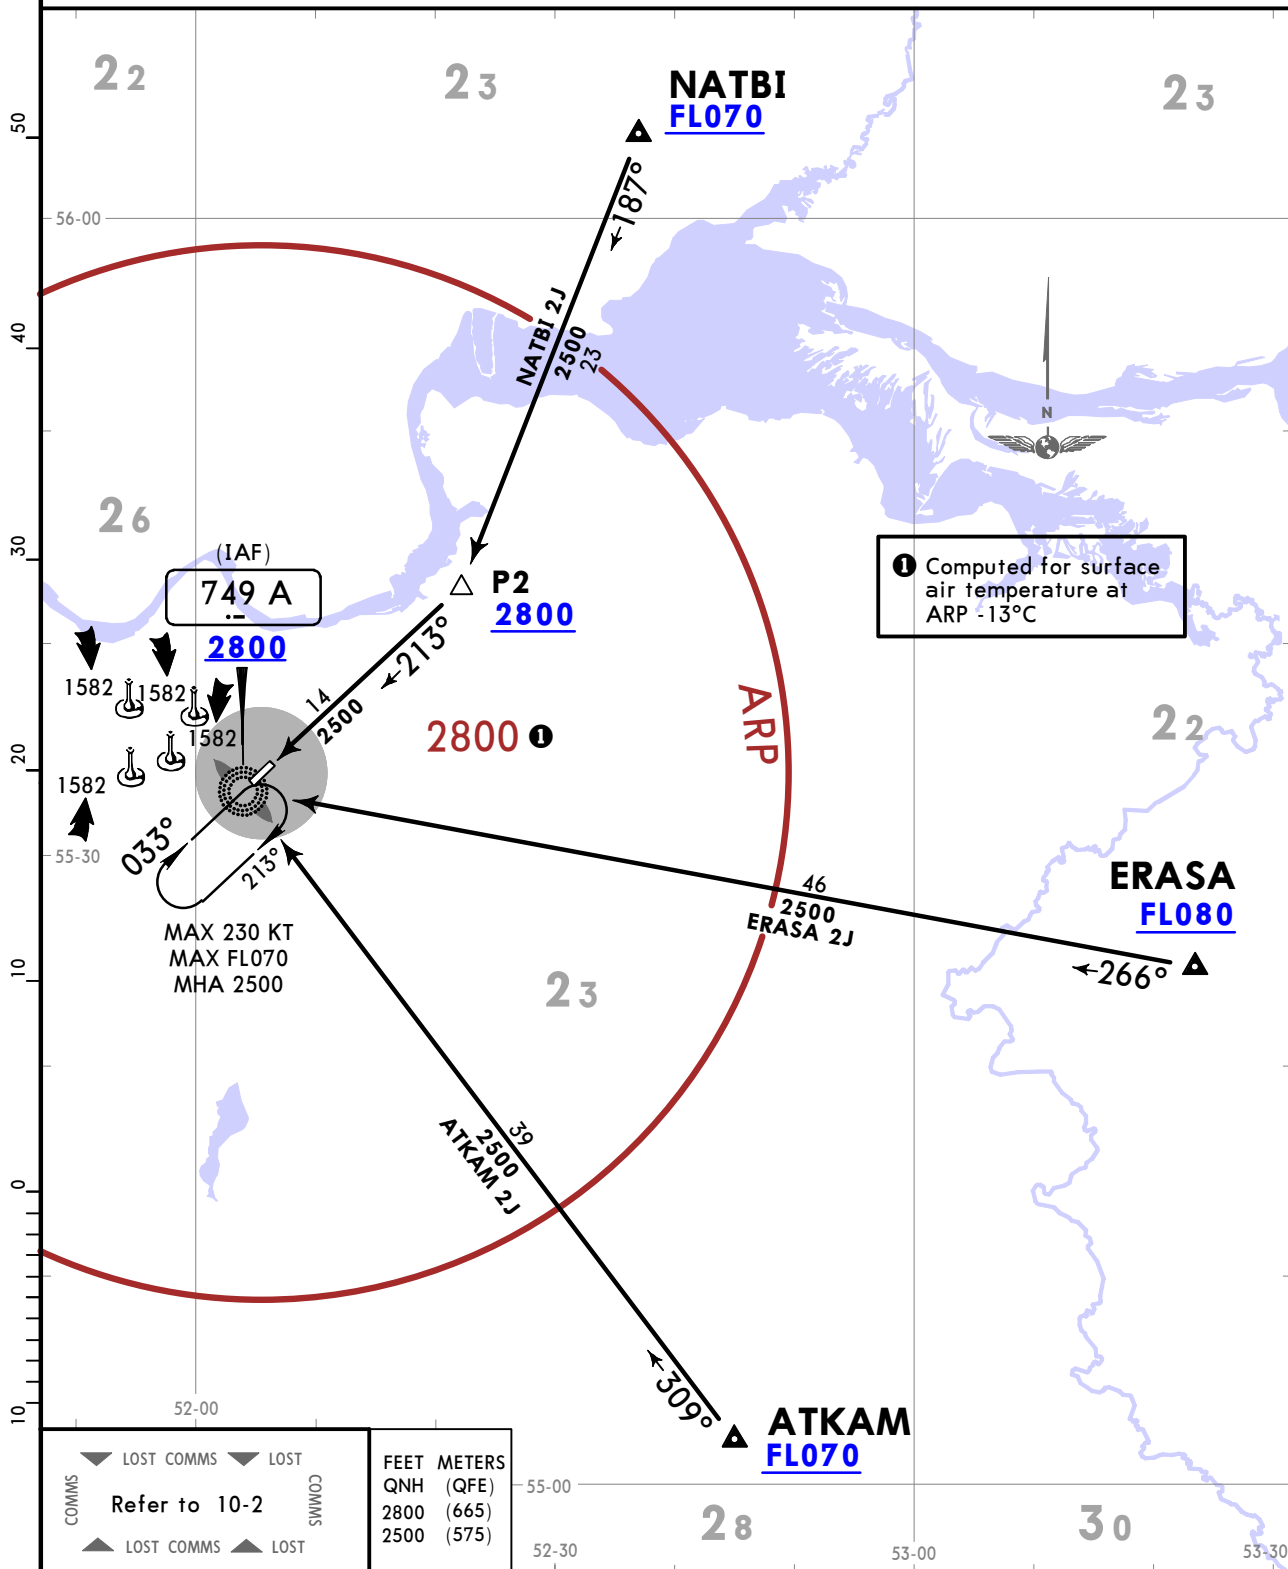 22
23
NATBI
FL070
23
50
187°
56-00
NATBI 2J
2500
23
40
N
26
(IAF)
749 A
2800
30
P2
2800
❶ Computed for surface
air temperature at
ARP -13°C
213°
14
2500
1582
1582
1582
1582
2800 ❶
ARP
22
20
033°
213°
55-30
MAX 230 KT
MAX FL070
MHA 2500
46
2500
ERASA 2J
ERASA
FL080
266°
10
23
39
2500
ATKAM 2J
0
309°
ATKAM
FL070
10
52-00
LOST COMMS LOST
COMMS
Refer to 10-2
COMMS
LOST COMMS LOST
FEET METERS
QNH (QFE)
2800 (665)
2500 (575)
55-00
28
30
52-30
53-00
53-30